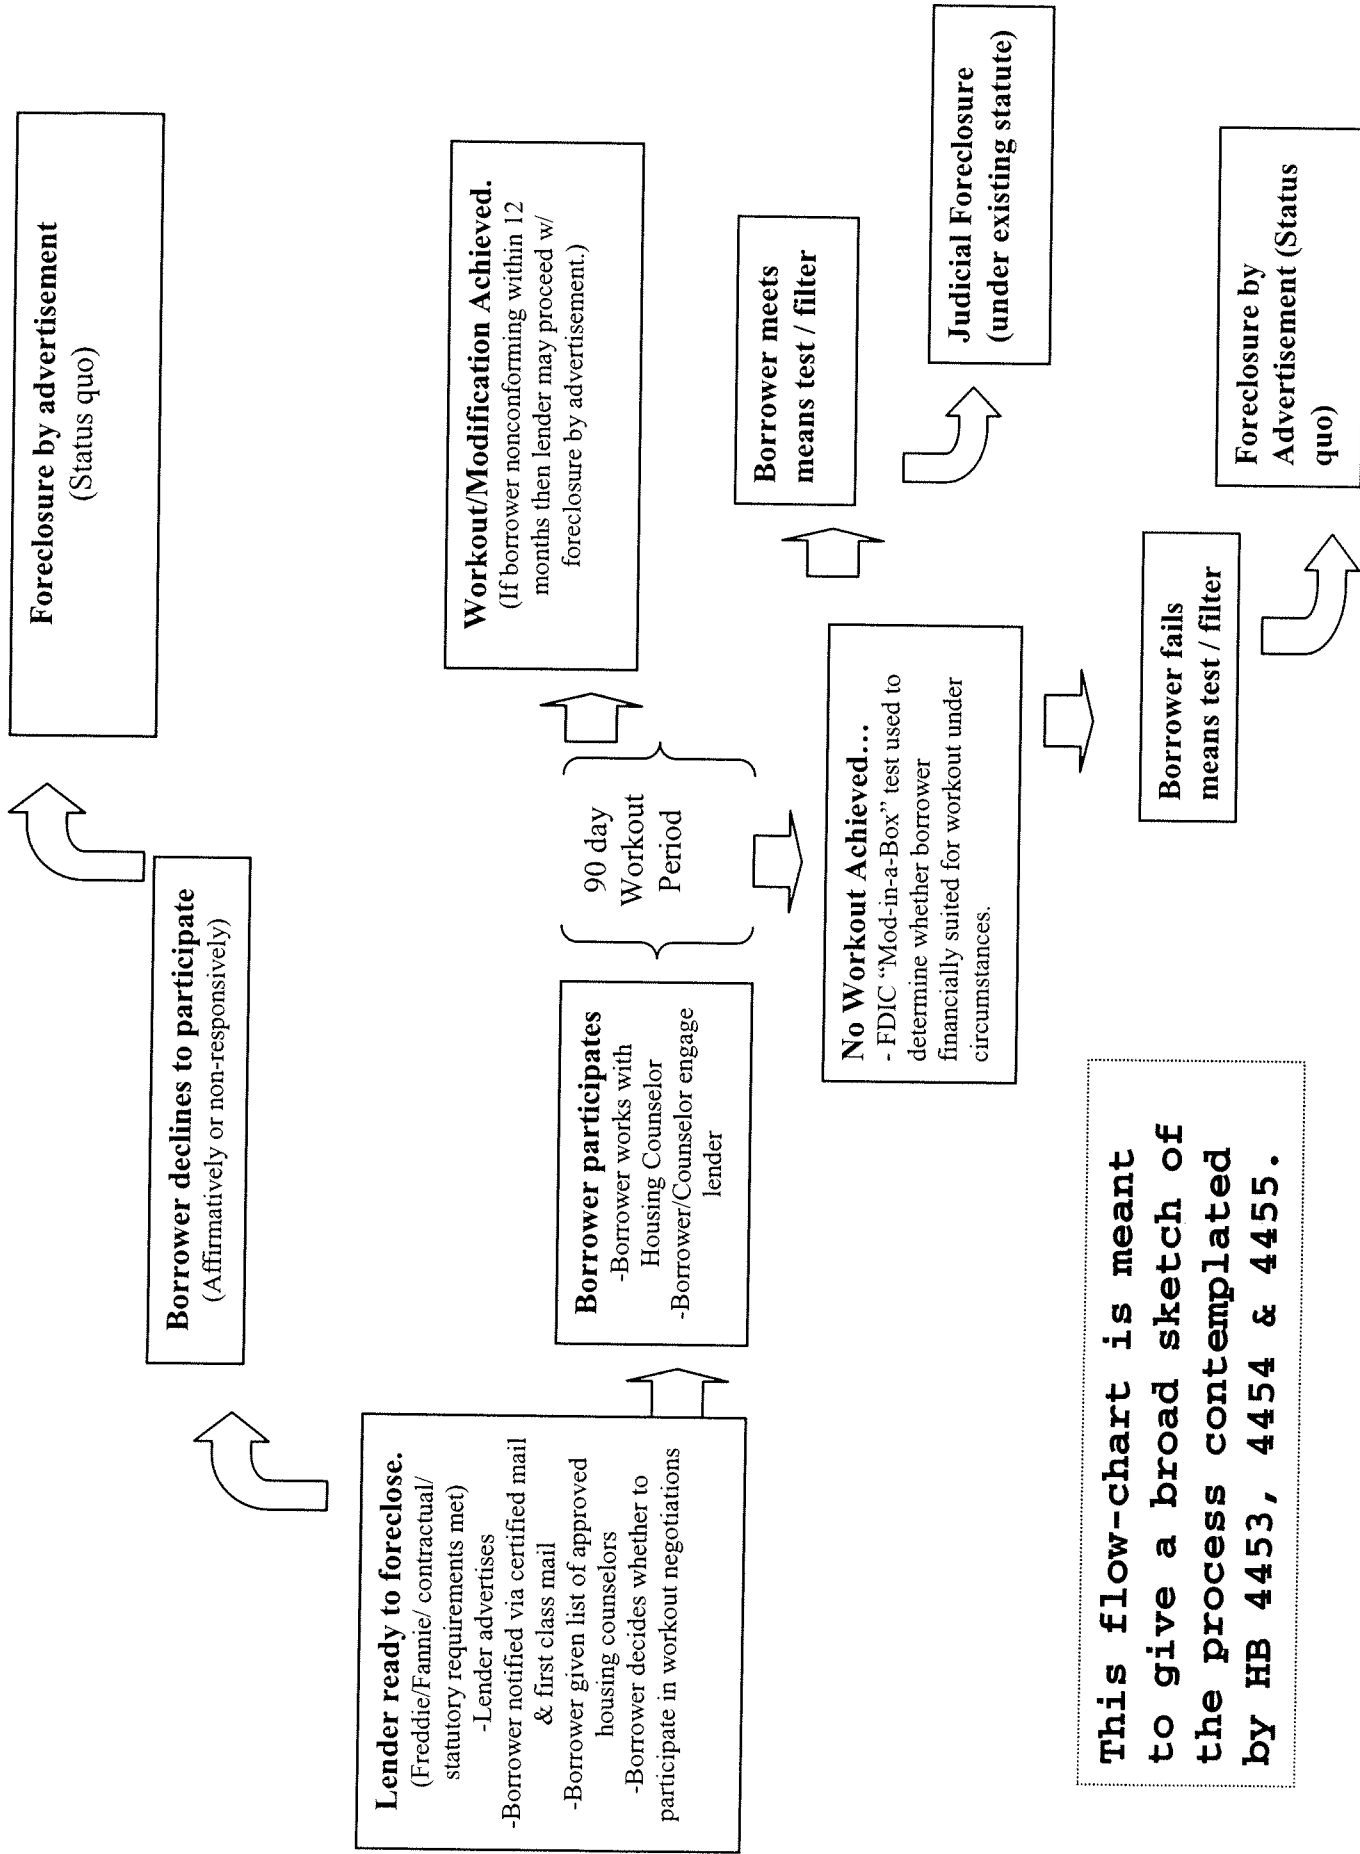 Foreclosure by advertisement
(Status quo)
Borrower declines to participate
(Affirmatively or non-responsively)
Lender ready to foreclose.
(Freddie/Fannie/ contractual/
statutory requirements met)
-Lender advertises
-Borrower notified via certified mail
& first class mail
-Borrower given list of approved
housing counselors
-Borrower decides whether to
participate in workout negotiations
Borrower participates
-Borrower works with
Housing Counselor
-Borrower/Counselor engage
lender
90 day
Workout
Period
Workout/Modification Achieved.
(If borrower nonconforming within 12
months then lender may proceed w/
foreclosure by advertisement.)
No Workout Achieved…
- FDIC “Mod-in-a-Box” test used to
determine whether borrower
financially suited for workout under
circumstances.
Borrower meets
means test / filter
Judicial Foreclosure
(under existing statute)
Borrower fails
means test / filter
Foreclosure by
Advertisement (Status
quo)
This flow-chart is meant
to give a broad sketch of
the process contemplated
by HB 4453, 4454 & 4455.